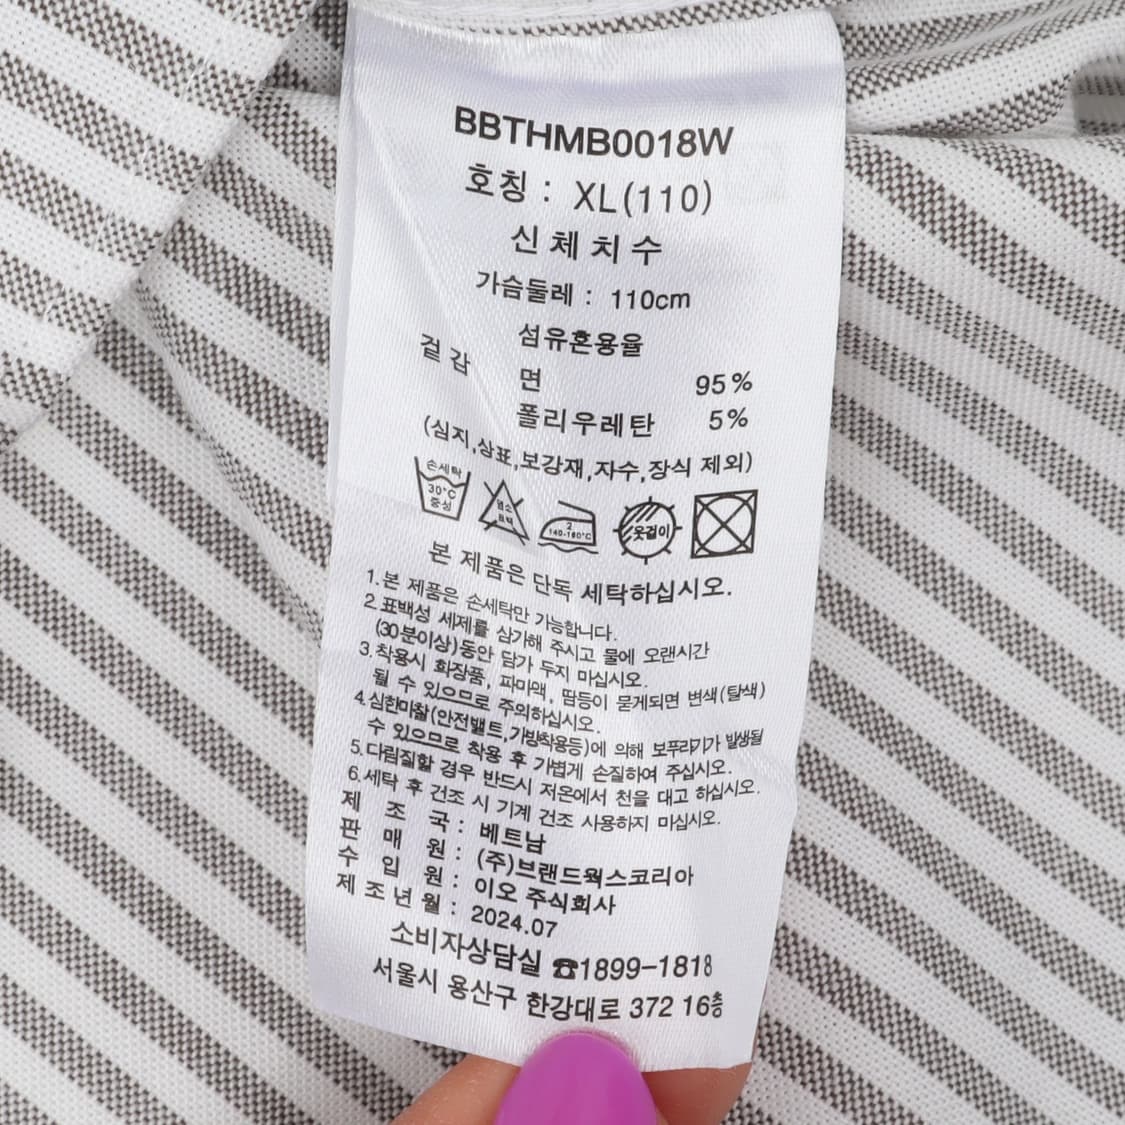 BBTHMB0018W
호칭 : XL(110)
신체치수
가슴둘레 : 110cm
섬유혼용율
겉감
면 95%
폴리우레탄 5%
(심지,상표,보강재,자수,장식 제외)
손세탁 30°C 중성
염소 표백
2 140-160°C
옷걸이
본 제품은 단독 세탁하십시오.
1.본 제품은 손세탁만 가능합니다.
2.표백성 세제를 삼가해 주시고 물에 오랜시간
(30분이상)동안 담가 두지 마십시오.
3.착용시 화장품, 파마액, 땀등이 묻게되면 변색(탈색)
될 수 있으므로 주의하십시오.
4.심한마찰(안전밸트,가방착용등)에 의해 보푸라기가 발생될
수 있으므로 착용 후 가볍게 손질하여 주십시오.
5.다림질할 경우 반드시 저온에서 천을 대고 하십시오.
6.세탁 후 건조 시 기계 건조 사용하지 마십시오.
제 조 국 : 베트남
판 매 원 : (주)브랜드웍스코리아
수 입 원 : 이오 주식회사
제조년월 : 2024.07
소비자상담실 ☎1899-1818
서울시 용산구 한강대로 372 16층